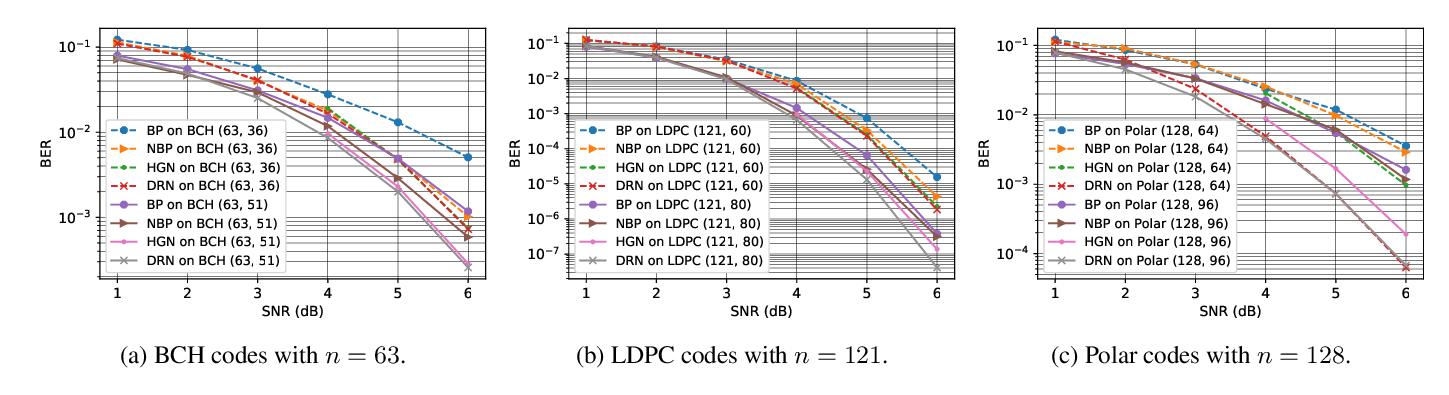 BER
10⁻¹
10⁻²
10⁻³
BP on BCH (63, 36)
NBP on BCH (63, 36)
HGN on BCH (63, 36)
DRN on BCH (63, 36)
BP on BCH (63, 51)
NBP on BCH (63, 51)
HGN on BCH (63, 51)
DRN on BCH (63, 51)
1 2 3 4 5 6
SNR (dB)
(a) BCH codes with n = 63.
BER
10⁻¹
10⁻²
10⁻³
10⁻⁴
10⁻⁵
10⁻⁶
10⁻⁷
BP on LDPC (121, 60)
NBP on LDPC (121, 60)
HGN on LDPC (121, 60)
DRN on LDPC (121, 60)
BP on LDPC (121, 80)
NBP on LDPC (121, 80)
HGN on LDPC (121, 80)
DRN on LDPC (121, 80)
1 2 3 4 5 6
SNR (dB)
(b) LDPC codes with n = 121.
BER
10⁻¹
10⁻²
10⁻³
10⁻⁴
BP on Polar (128, 64)
NBP on Polar (128, 64)
HGN on Polar (128, 64)
DRN on Polar (128, 64)
BP on Polar (128, 96)
NBP on Polar (128, 96)
HGN on Polar (128, 96)
DRN on Polar (128, 96)
1 2 3 4 5 6
SNR (dB)
(c) Polar codes with n = 128.